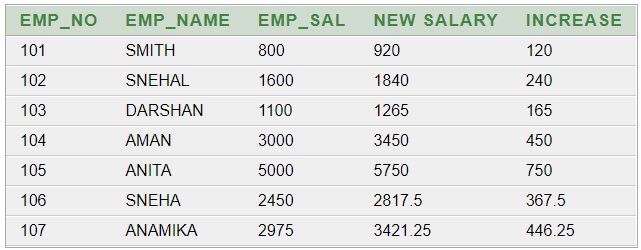 EMP_NO EMP_NAME EMP_SAL NEW SALARY INCREASE
101 SMITH 800 920 120
102 SNEHAL 1600 1840 240
103 DARSHAN 1100 1265 165
104 AMAN 3000 3450 450
105 ANITA 5000 5750 750
106 SNEHA 2450 2817.5 367.5
107 ANAMIKA 2975 3421.25 446.25